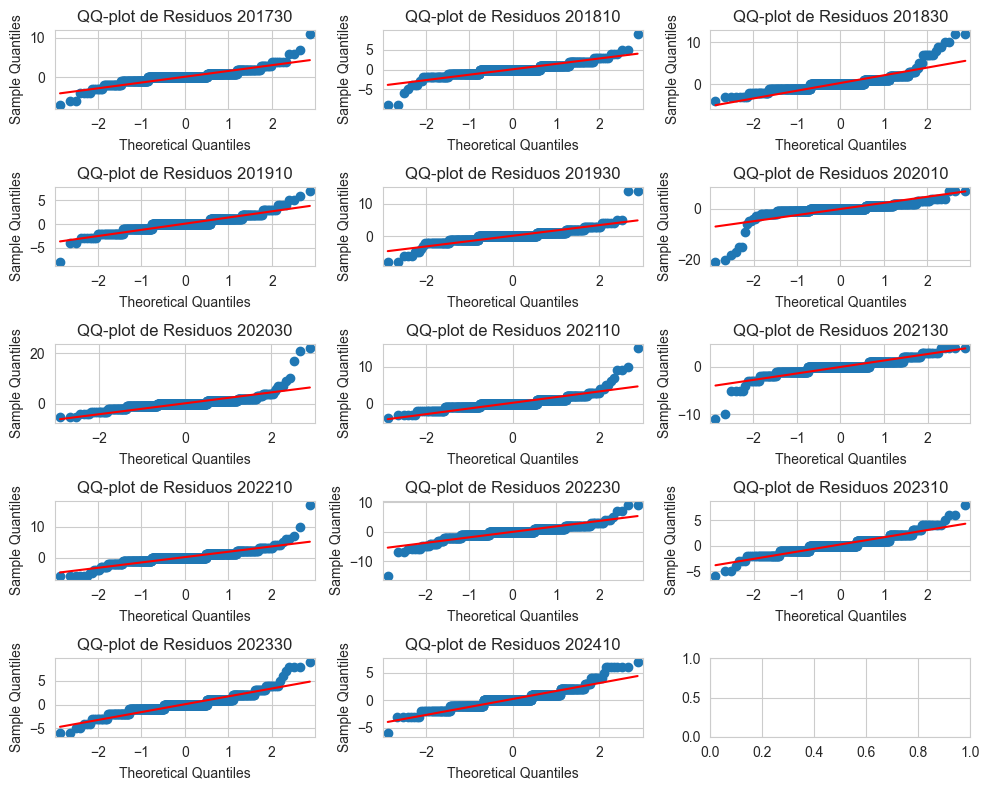 QQ-plot de Residuos 201730
Sample Quantiles
10
0
−2
−1
0
1
2
Theoretical Quantiles
QQ-plot de Residuos 201810
Sample Quantiles
5
0
−5
−2
−1
0
1
2
Theoretical Quantiles
QQ-plot de Residuos 201830
Sample Quantiles
10
0
−2
−1
0
1
2
Theoretical Quantiles
QQ-plot de Residuos 201910
Sample Quantiles
5
0
−5
−2
−1
0
1
2
Theoretical Quantiles
QQ-plot de Residuos 201930
Sample Quantiles
10
0
−2
0
2
Theoretical Quantiles
QQ-plot de Residuos 202010
Sample Quantiles
0
−20
−2
−1
0
1
2
Theoretical Quantiles
QQ-plot de Residuos 202030
Sample Quantiles
20
0
−2
0
2
Theoretical Quantiles
QQ-plot de Residuos 202110
Sample Quantiles
10
0
−2
0
2
Theoretical Quantiles
QQ-plot de Residuos 202130
Sample Quantiles
0
−10
−2
−1
0
1
2
Theoretical Quantiles
QQ-plot de Residuos 202210
Sample Quantiles
10
0
−2
−1
0
1
2
Theoretical Quantiles
QQ-plot de Residuos 202230
Sample Quantiles
10
0
−10
−2
0
2
Theoretical Quantiles
QQ-plot de Residuos 202310
Sample Quantiles
5
0
−5
−2
−1
0
1
2
Theoretical Quantiles
QQ-plot de Residuos 202330
Sample Quantiles
5
0
−5
−2
−1
0
1
2
Theoretical Quantiles
QQ-plot de Residuos 202410
Sample Quantiles
5
0
−5
−2
−1
0
1
2
Theoretical Quantiles
1.0
0.5
0.0
0.0
0.2
0.4
0.6
0.8
1.0